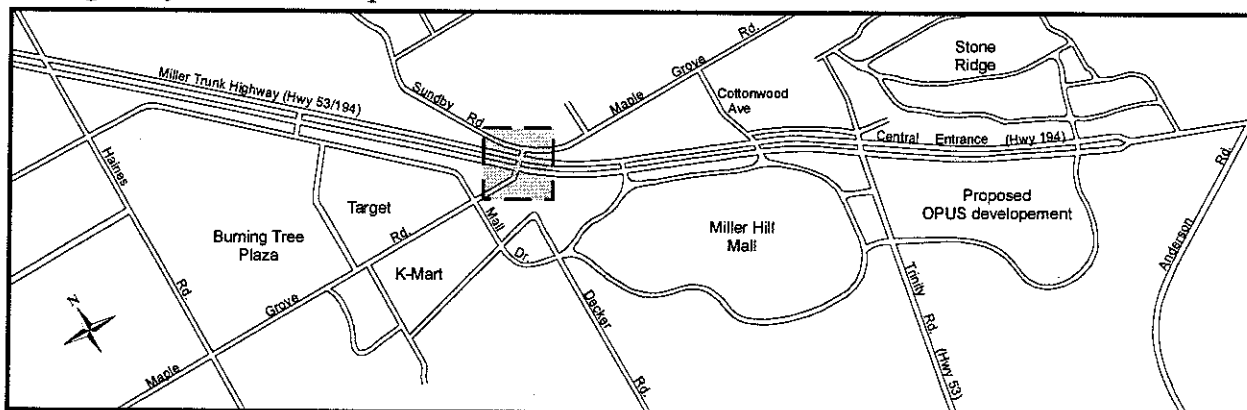 Miller Trunk Highway (Hwy 53/194)
Sundby Rd.
Maple Grove Rd.
Cottonwood
Ave
Stone
Ridge
Central Entrance (Hwy 194)
Haines Rd.
Target
Burning Tree
Plaza
K-Mart
Mall Dr.
Maple Grove Rd.
Decker Rd.
Miller Hill
Mall
Trinity Rd. (Hwy 53)
Proposed
OPUS developement
Anderson Rd.
N